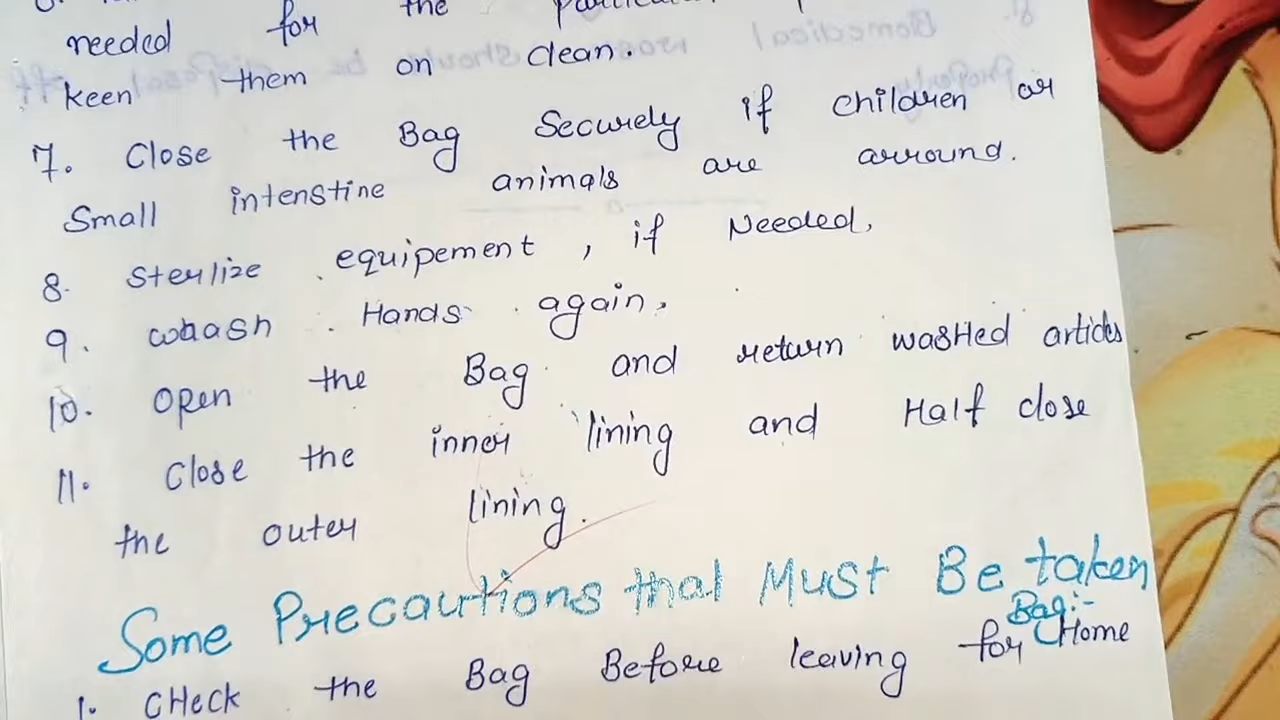 needed for the
keen them on clean.
7. Close the Bag Securely if children or
Small intenstine animals are arround.
8. Sterlize equipement, if Needed,
9. whash Hands again,
10. open the Bag and return wasHed articles
11. Close the inner lining and Half close
the outer lining.
Some Precautions that Must Be taken
Bag:-
1. CHeck the Bag Before leaving for Home